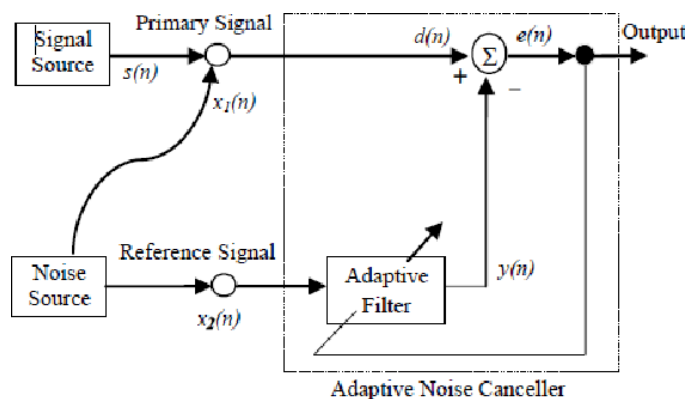 Primary Signal
Signal
Source
s(n)
x1(n)
d(n)
+
Σ
−
e(n)
Output
Reference Signal
Noise
Source
x2(n)
Adaptive
Filter
y(n)
Adaptive Noise Canceller